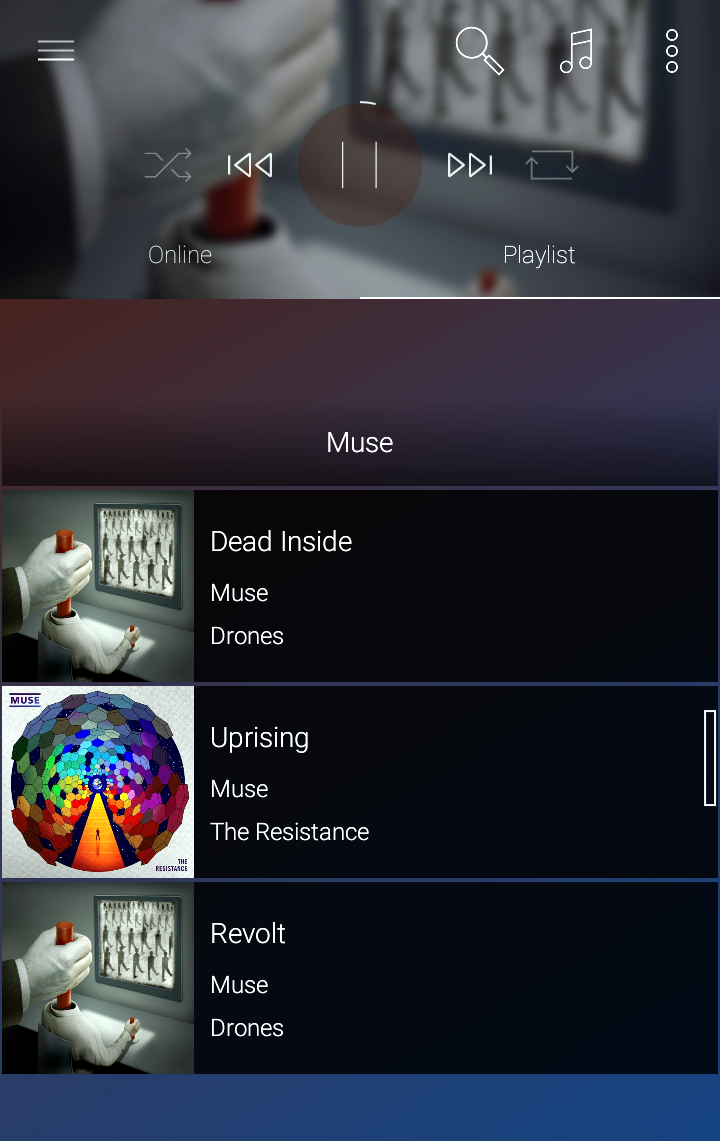 Online
Playlist
Muse
Dead Inside
Muse
Drones
MUSE
THE
RESISTANCE
Uprising
Muse
The Resistance
Revolt
Muse
Drones